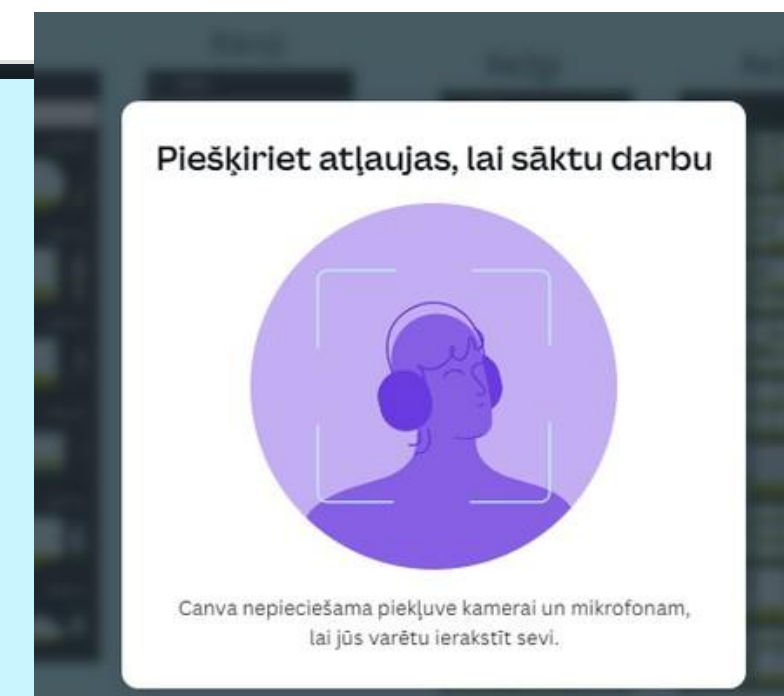 Piešķiriet atļaujas, lai sāktu darbu
Canva nepieciešama piekļuve kamerai un mikrofonam,
lai jūs varētu ierakstīt sevi.